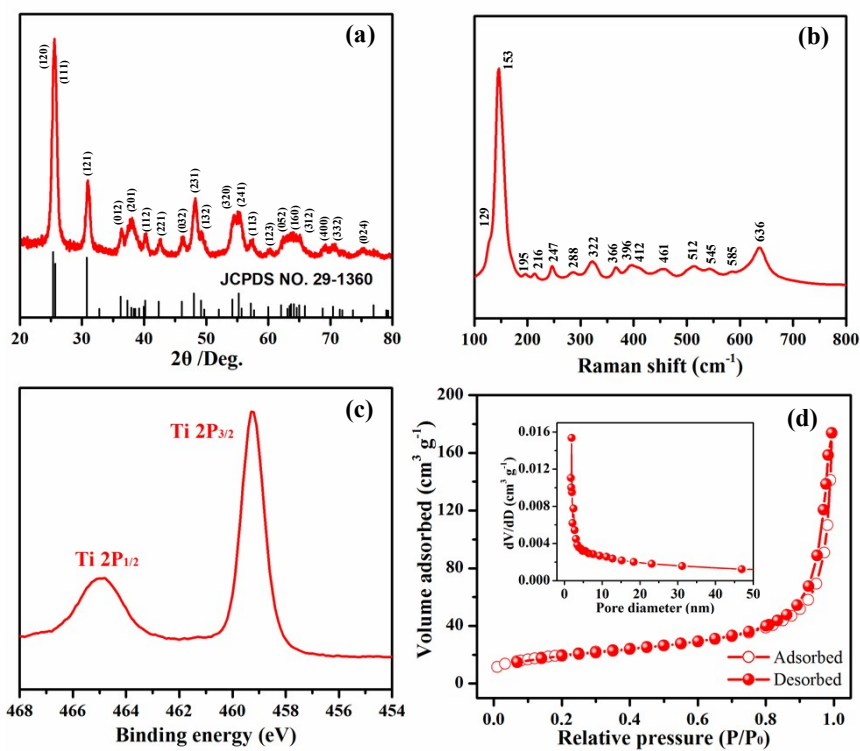 (a)
(120)
(111)
(121)
(012)
(201)
(112)
(221)
(032)
(231)
(132)
(320)
(241)
(113)
(123)
(052)
(160)
(312)
(400)
(332)
(024)
JCPDS NO. 29-1360
20 30 40 50 60 70 80
2θ /Deg.
(b)
153
129
195
216
247
288
322
366
396
412
461
512
545
585
636
100 200 300 400 500 600 700 800
Raman shift (cm⁻¹)
(c)
Ti 2P3/2
Ti 2P1/2
468 466 464 462 460 458 456 454
Binding energy (eV)
(d)
Volume adsorbed (cm³ g⁻¹)
200
160
120
80
40
0
dV/dD (cm³ g⁻¹)
0.016
0.012
0.008
0.004
0.000
0 10 20 30 40 50
Pore diameter (nm)
Adsorbed
Desorbed
0.0 0.2 0.4 0.6 0.8 1.0
Relative pressure (P/P₀)